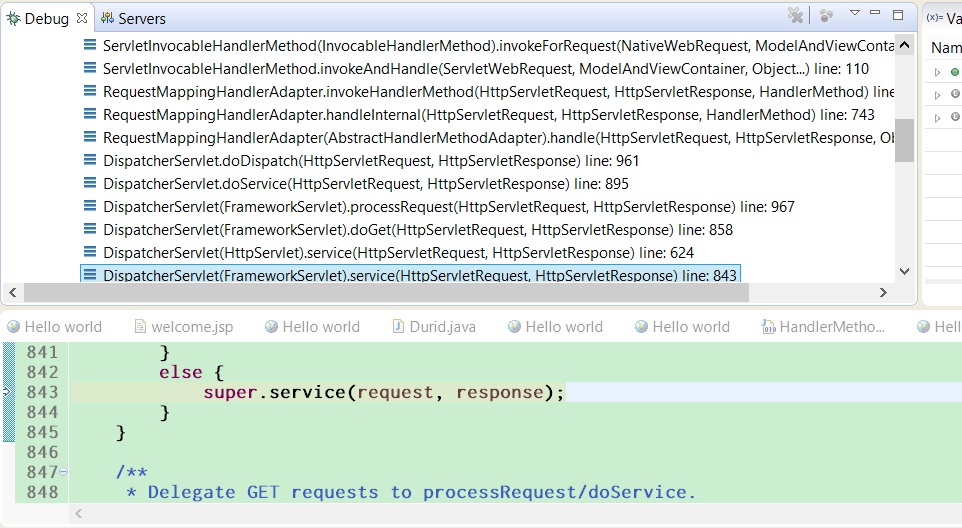 Debug Servers
ServletInvocableHandlerMethod(InvocableHandlerMethod).invokeForRequest(NativeWebRequest, ModelAndViewConta
ServletInvocableHandlerMethod.invokeAndHandle(ServletWebRequest, ModelAndViewContainer, Object...) line: 110
RequestMappingHandlerAdapter.invokeHandlerMethod(HttpServletRequest, HttpServletResponse, HandlerMethod) line
RequestMappingHandlerAdapter.handleInternal(HttpServletRequest, HttpServletResponse, HandlerMethod) line: 743
RequestMappingHandlerAdapter(AbstractHandlerMethodAdapter).handle(HttpServletRequest, HttpServletResponse, Ob
DispatcherServlet.doDispatch(HttpServletRequest, HttpServletResponse) line: 961
DispatcherServlet.doService(HttpServletRequest, HttpServletResponse) line: 895
DispatcherServlet(FrameworkServlet).processRequest(HttpServletRequest, HttpServletResponse) line: 967
DispatcherServlet(FrameworkServlet).doGet(HttpServletRequest, HttpServletResponse) line: 858
DispatcherServlet(HttpServlet).service(HttpServletRequest, HttpServletResponse) line: 624
DispatcherServlet(FrameworkServlet).service(HttpServletRequest, HttpServletResponse) line: 843
(x)= Va
Nam
Hello world welcome.jsp Hello world Durid.java Hello world Hello world HandlerMetho... Hell
841 }
842 else {
843 super.service(request, response);
844 }
845 }
846
847 /**
848 * Delegate GET requests to processRequest/doService.